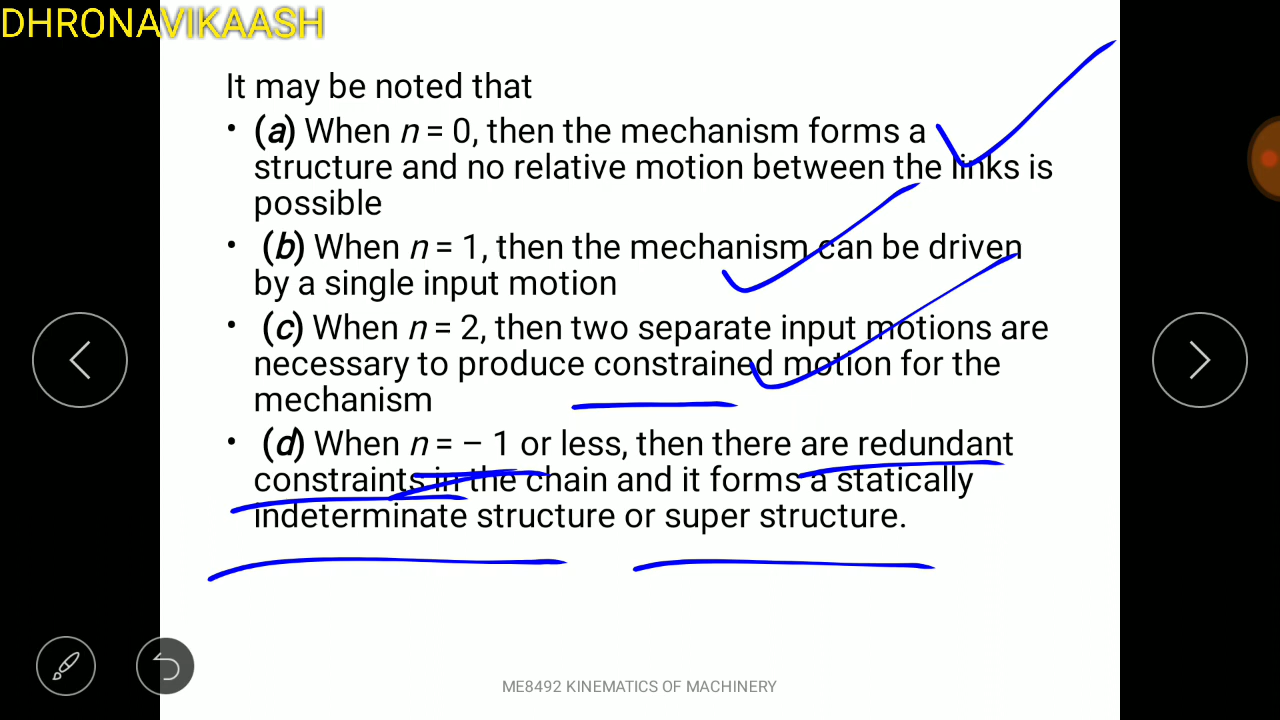 DHRONAVIKAASH
It may be noted that
• (a) When n = 0, then the mechanism forms a
structure and no relative motion between the links is
possible
• (b) When n = 1, then the mechanism can be driven
by a single input motion
• (c) When n = 2, then two separate input motions are
necessary to produce constrained motion for the
mechanism
• (d) When n = – 1 or less, then there are redundant
constraints in the chain and it forms a statically
indeterminate structure or super structure.
ME8492 KINEMATICS OF MACHINERY